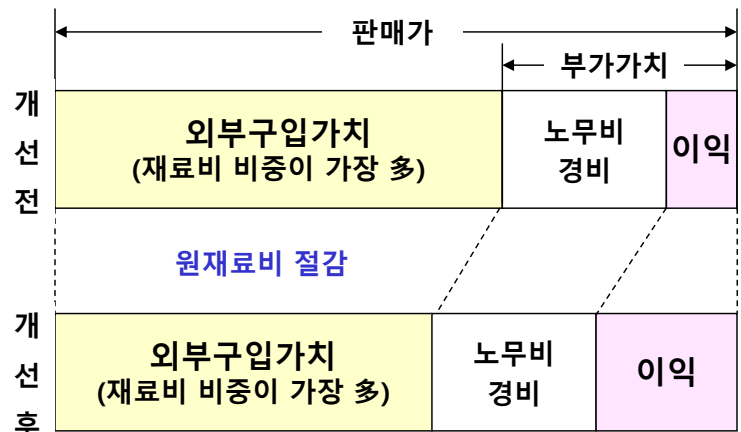 판매가
부가가치
개선전
외부구입가치
(재료비 비중이 가장 多)
노무비
경비
이익
원재료비 절감
개선후
외부구입가치
(재료비 비중이 가장 多)
노무비
경비
이익